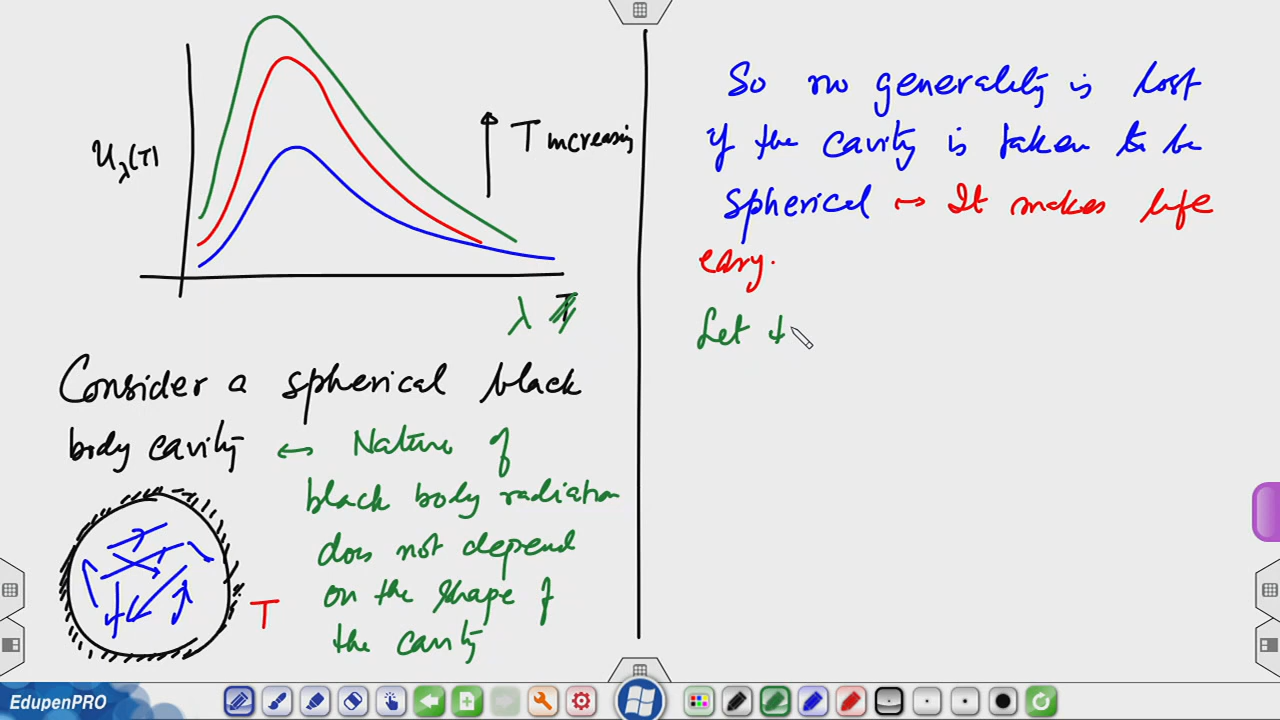 U_λ(T)
T increasing
λ
Consider a spherical black
body cavity ↔ Nature of
black body radiation
does not depend
on the shape of
the cavity
T
So no generality is lost
if the cavity is taken to be
spherical ↔ It makes life
easy.
Let
EdupenPRO